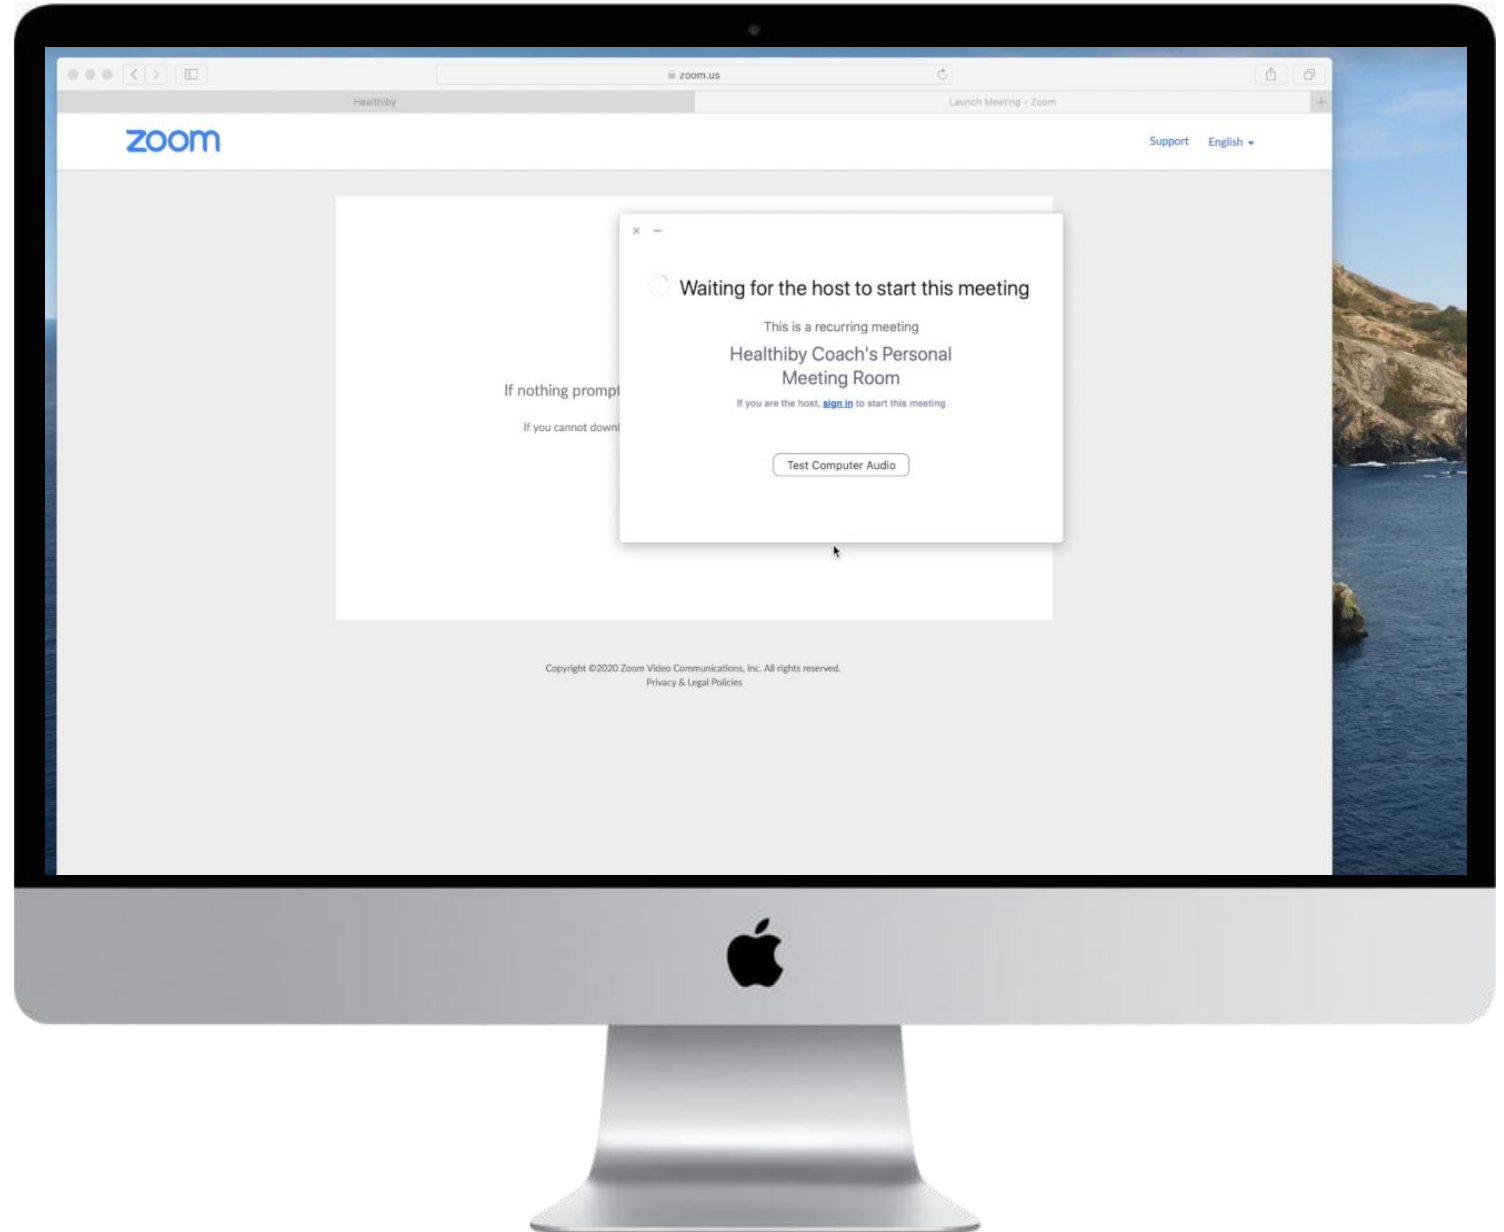 zoom.us
Healthiby
Launch Meeting - Zoom
zoom
Support English
Waiting for the host to start this meeting
This is a recurring meeting
Healthiby Coach's Personal
Meeting Room
If you are the host, sign in to start this meeting
Test Computer Audio
If nothing prompt
If you cannot downl
Copyright ©2020 Zoom Video Communications, Inc. All rights reserved.
Privacy & Legal Policies